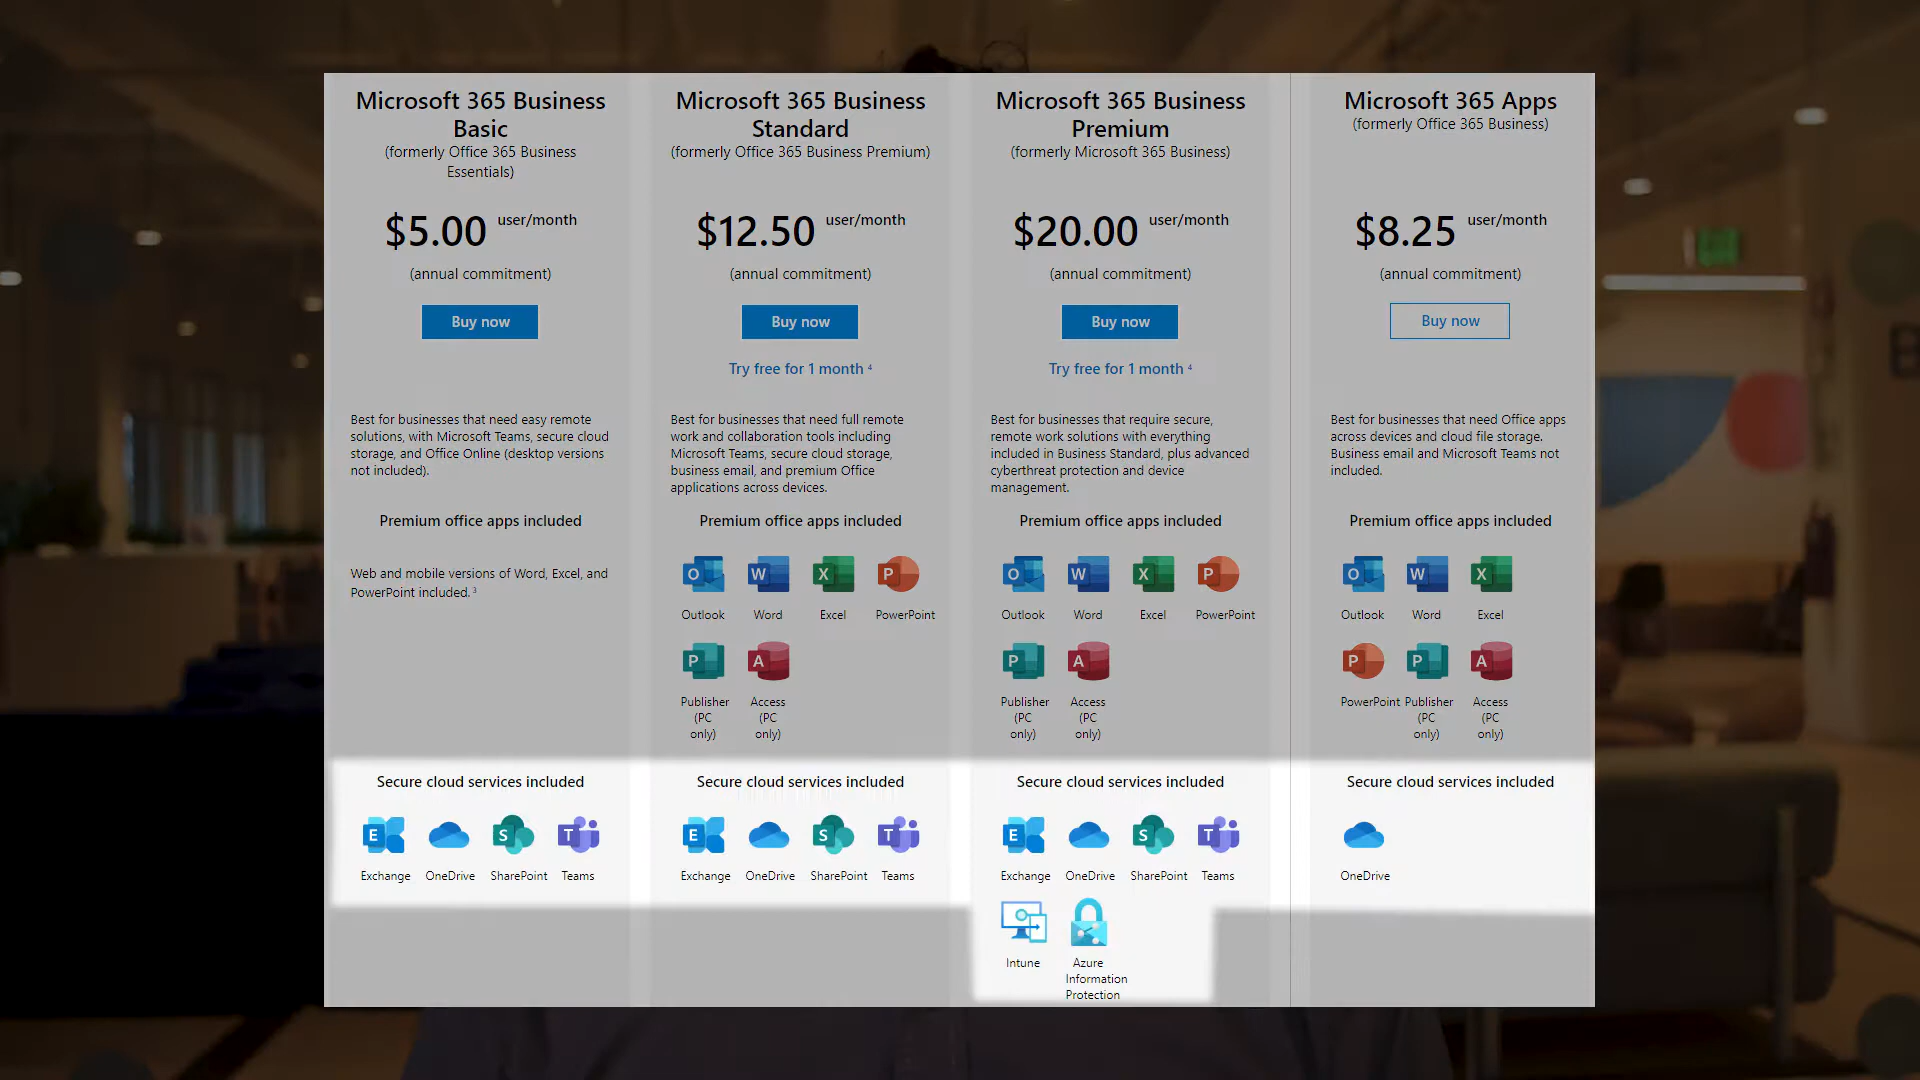 Microsoft 365 Business
Basic
(formerly Office 365 Business
Essentials)
$5.00 user/month
(annual commitment)
Buy now
Best for businesses that need easy remote
solutions, with Microsoft Teams, secure cloud
storage, and Office Online (desktop versions
not included).
Premium office apps included
Web and mobile versions of Word, Excel, and
PowerPoint included. ³
Secure cloud services included
E
S
T
Exchange OneDrive SharePoint Teams
Microsoft 365 Business
Standard
(formerly Office 365 Business Premium)
$12.50 user/month
(annual commitment)
Buy now
Try free for 1 month ⁴
Best for businesses that need full remote
work and collaboration tools including
Microsoft Teams, secure cloud storage,
business email, and premium Office
applications across devices.
Premium office apps included
O W X P
Outlook Word Excel PowerPoint
P A
Publisher
(PC
only)
Access
(PC
only)
Secure cloud services included
E S T
Exchange OneDrive SharePoint Teams
Microsoft 365 Business
Premium
(formerly Microsoft 365 Business)
$20.00 user/month
(annual commitment)
Buy now
Try free for 1 month ⁴
Best for businesses that require secure,
remote work solutions with everything
included in Business Standard, plus advanced
cyberthreat protection and device
management.
Premium office apps included
O W X P
Outlook Word Excel PowerPoint
P A
Publisher
(PC
only)
Access
(PC
only)
Secure cloud services included
E S T
Exchange OneDrive SharePoint Teams
Intune
Azure
Information
Protection
Microsoft 365 Apps
(formerly Office 365 Business)
$8.25 user/month
(annual commitment)
Buy now
Best for businesses that need Office apps
across devices and cloud file storage.
Business email and Microsoft Teams not
included.
Premium office apps included
O W X
Outlook Word Excel
P P A
PowerPoint
Publisher
(PC
only)
Access
(PC
only)
Secure cloud services included
OneDrive